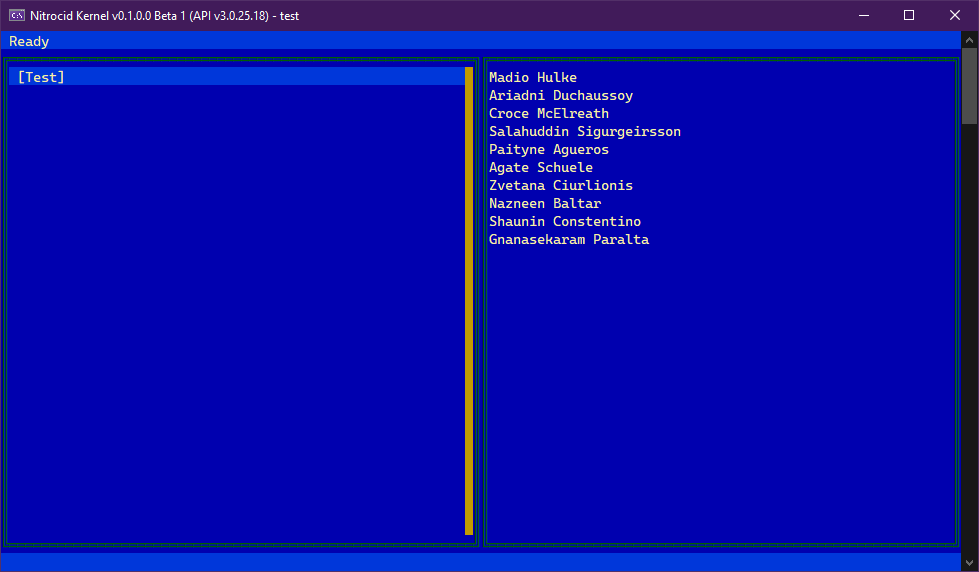 Nitrocid Kernel v0.1.0.0 Beta 1 (API v3.0.25.18) - test
Ready
[Test]
Madio Hulke
Ariadni Duchaussoy
Croce McElreath
Salahuddin Sigurgeirsson
Paityne Agueros
Agate Schuele
Zvetana Ciurlionis
Nazneen Baltar
Shaunin Constentino
Gnanasekaram Paralta